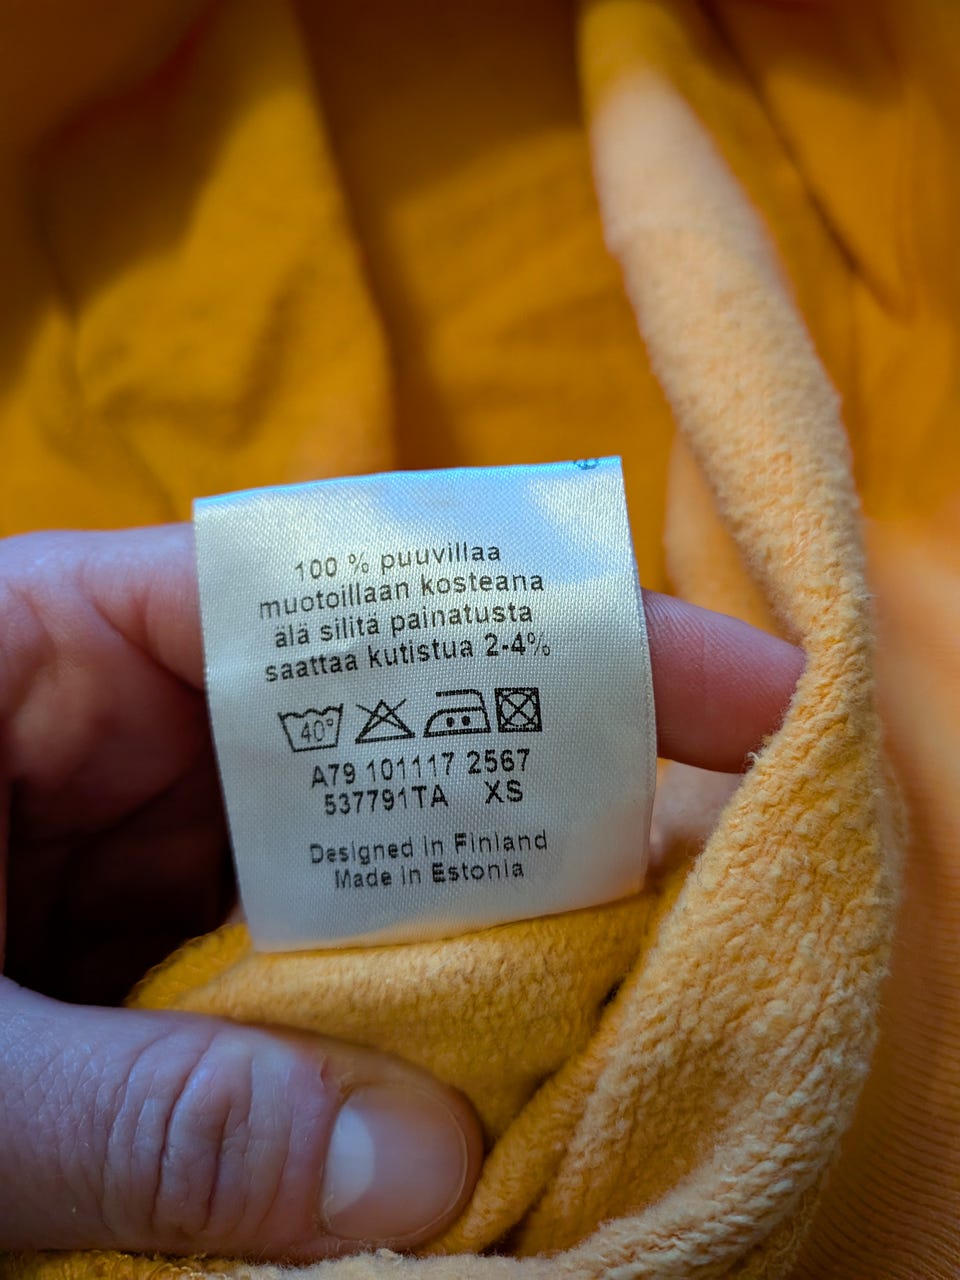 100 % puuvillaa
muotoillaan kosteana
älä silitä painatusta
saattaa kutistua 2-4%
40°
A79 101117 2567
537791TA XS
Designed in Finland
Made in Estonia